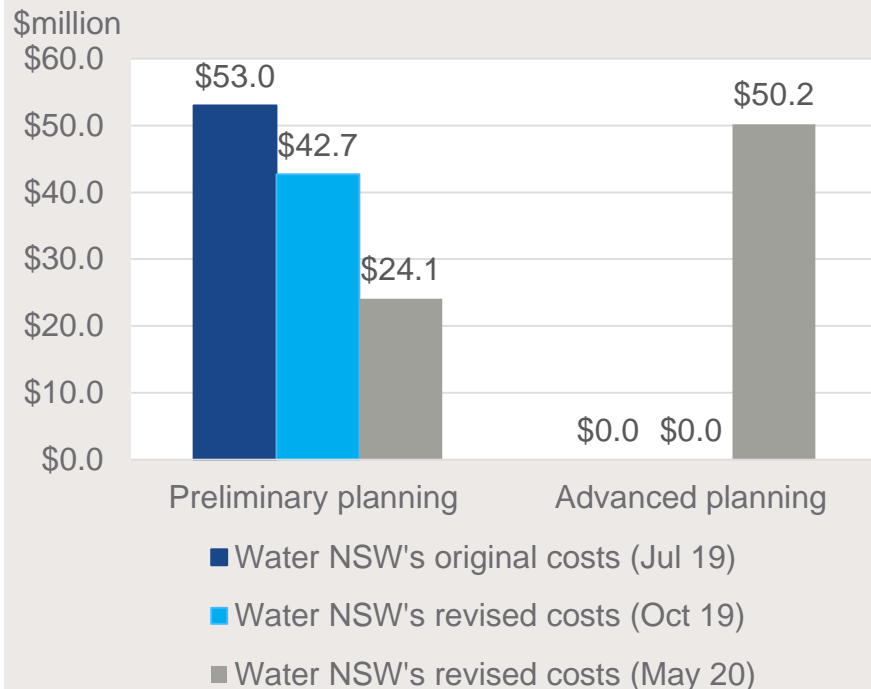 $million
$60.0
$50.0
$40.0
$30.0
$20.0
$10.0
$0.0
$53.0
$42.7
$24.1
$0.0 $0.0
$50.2
Preliminary planning Advanced planning
Water NSW's original costs (Jul 19)
Water NSW's revised costs (Oct 19)
Water NSW's revised costs (May 20)